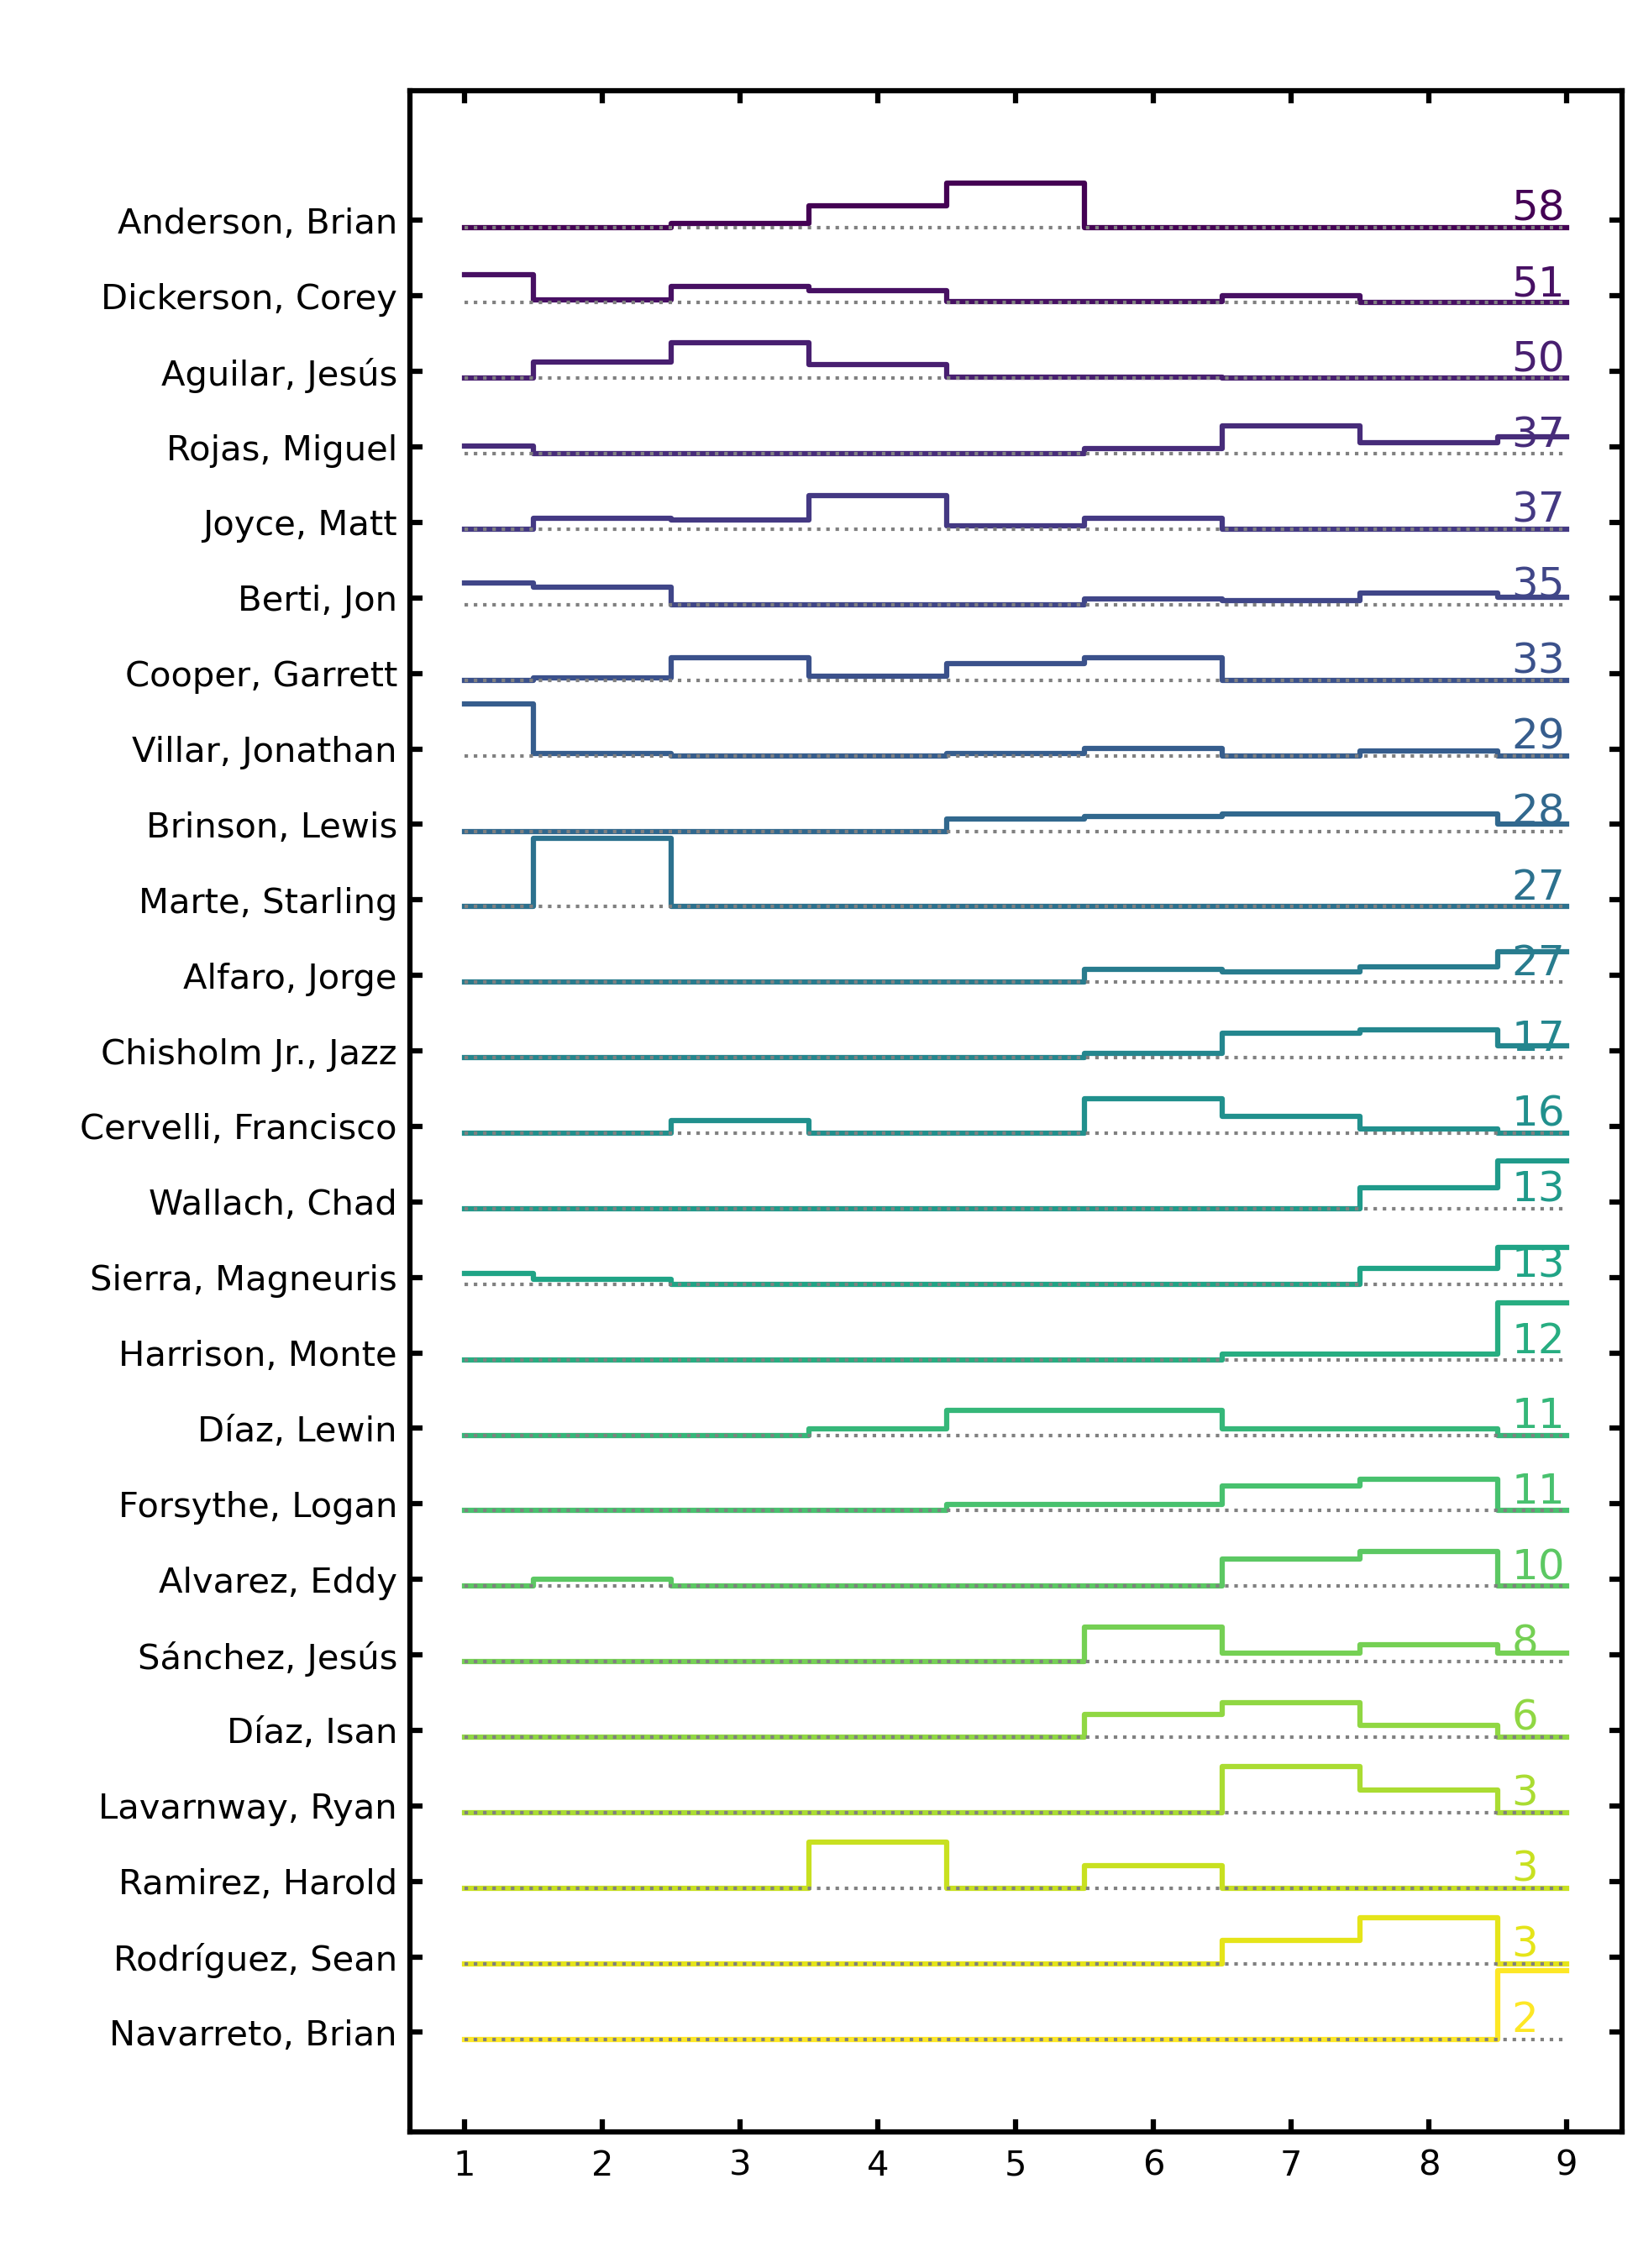 Anderson, Brian 58
Dickerson, Corey 51
Aguilar, Jesús 50
Rojas, Miguel 37
Joyce, Matt 37
Berti, Jon 35
Cooper, Garrett 33
Villar, Jonathan 29
Brinson, Lewis 28
Marte, Starling 27
Alfaro, Jorge 27
Chisholm Jr., Jazz 17
Cervelli, Francisco 16
Wallach, Chad 13
Sierra, Magneuris 13
Harrison, Monte 12
Díaz, Lewin 11
Forsythe, Logan 11
Alvarez, Eddy 10
Sánchez, Jesús 8
Díaz, Isan 6
Lavarnway, Ryan 3
Ramirez, Harold 3
Rodríguez, Sean 3
Navarreto, Brian 2
1 2 3 4 5 6 7 8 9